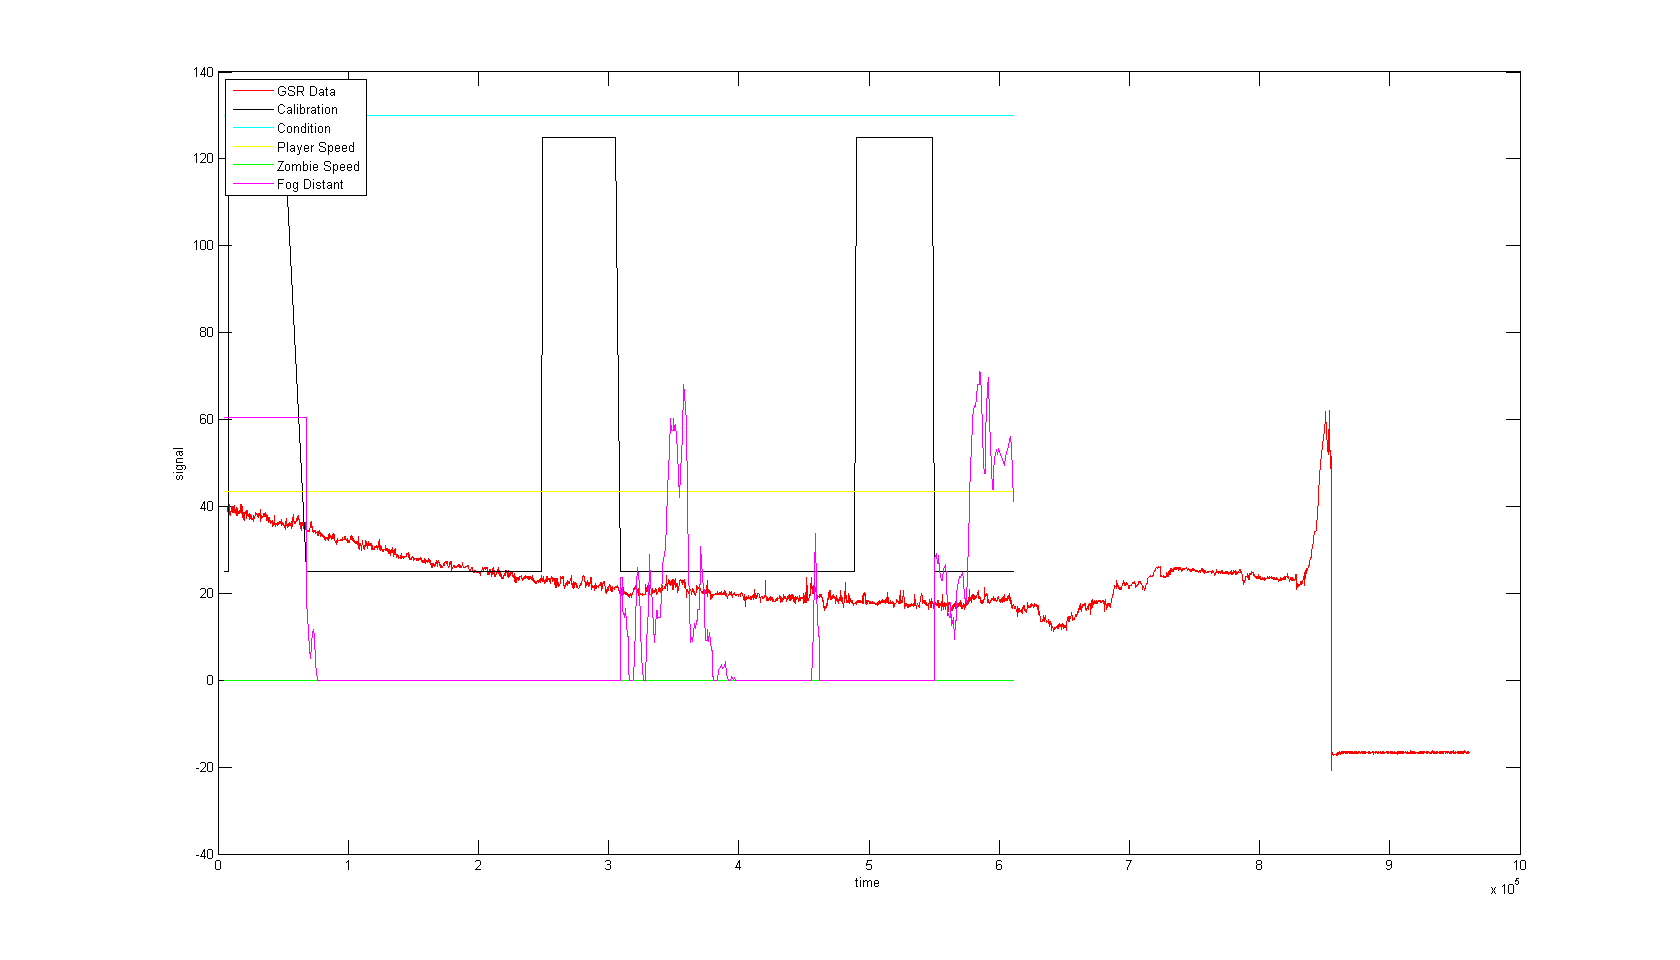 140
120
100
80
60
40
20
0
-20
-40
signal
GSR Data
Calibration
Condition
Player Speed
Zombie Speed
Fog Distant
0 1 2 3 4 5 6 7 8 9 10
time
x 10^5